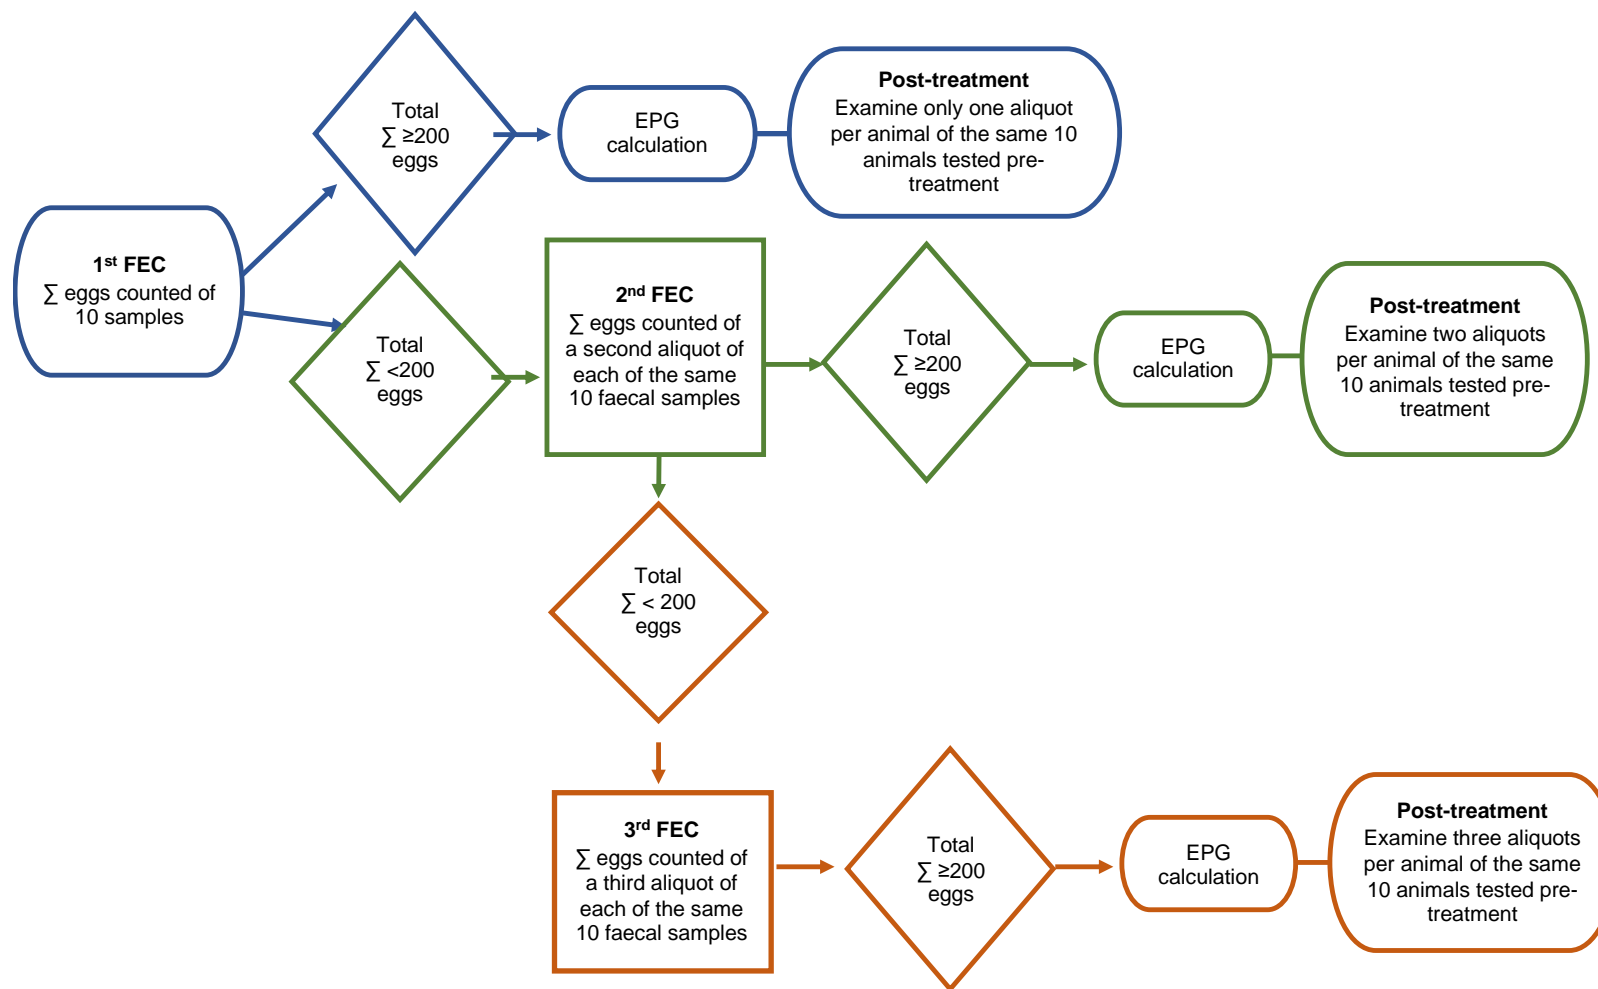 Total
∑ ≥200
eggs
EPG
calculation
Post-treatment
Examine only one aliquot
per animal of the same 10
animals tested pre-
treatment
1st FEC
∑ eggs counted of
10 samples
Total
∑ <200
eggs
2nd FEC
∑ eggs counted of
a second aliquot of
each of the same
10 faecal samples
Total
∑ ≥200
eggs
EPG
calculation
Post-treatment
Examine two aliquots
per animal of the same
10 animals tested pre-
treatment
Total
∑ < 200
eggs
3rd FEC
∑ eggs counted of
a third aliquot of
each of the same
10 faecal samples
Total
∑ ≥200
eggs
EPG
calculation
Post-treatment
Examine three aliquots
per animal of the same
10 animals tested pre-
treatment